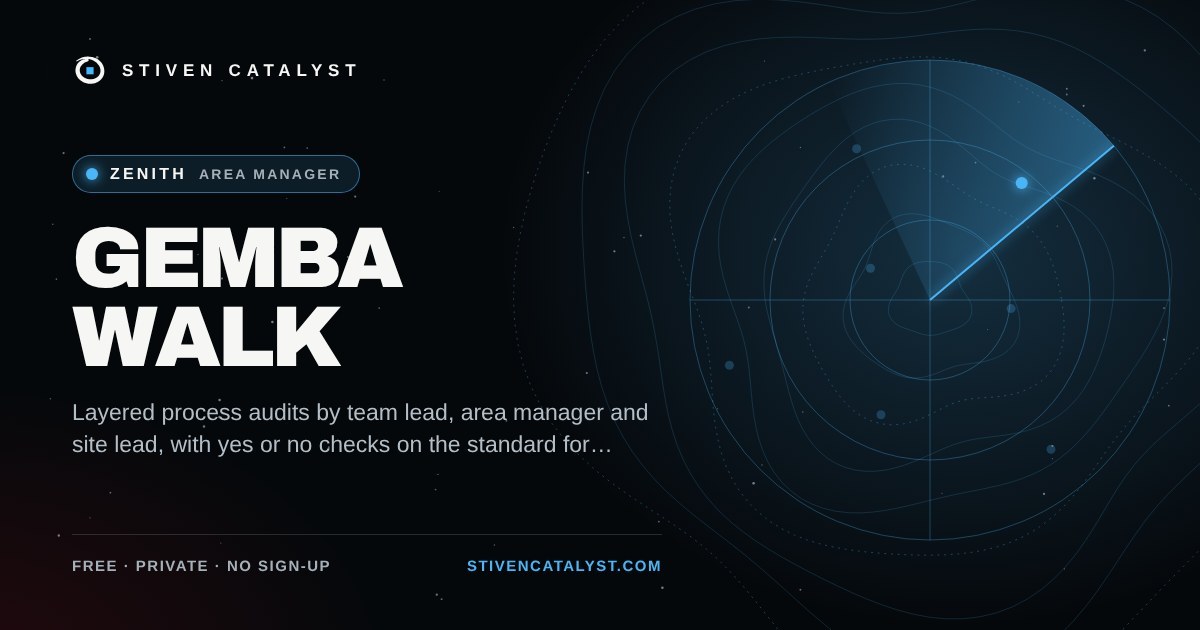 STIVEN CATALYST
ZENITH AREA MANAGER
GEMBA
WALK
Layered process audits by team lead, area manager and
site lead, with yes or no checks on the standard for…
FREE · PRIVATE · NO SIGN-UP
STIVENCATALYST.COM